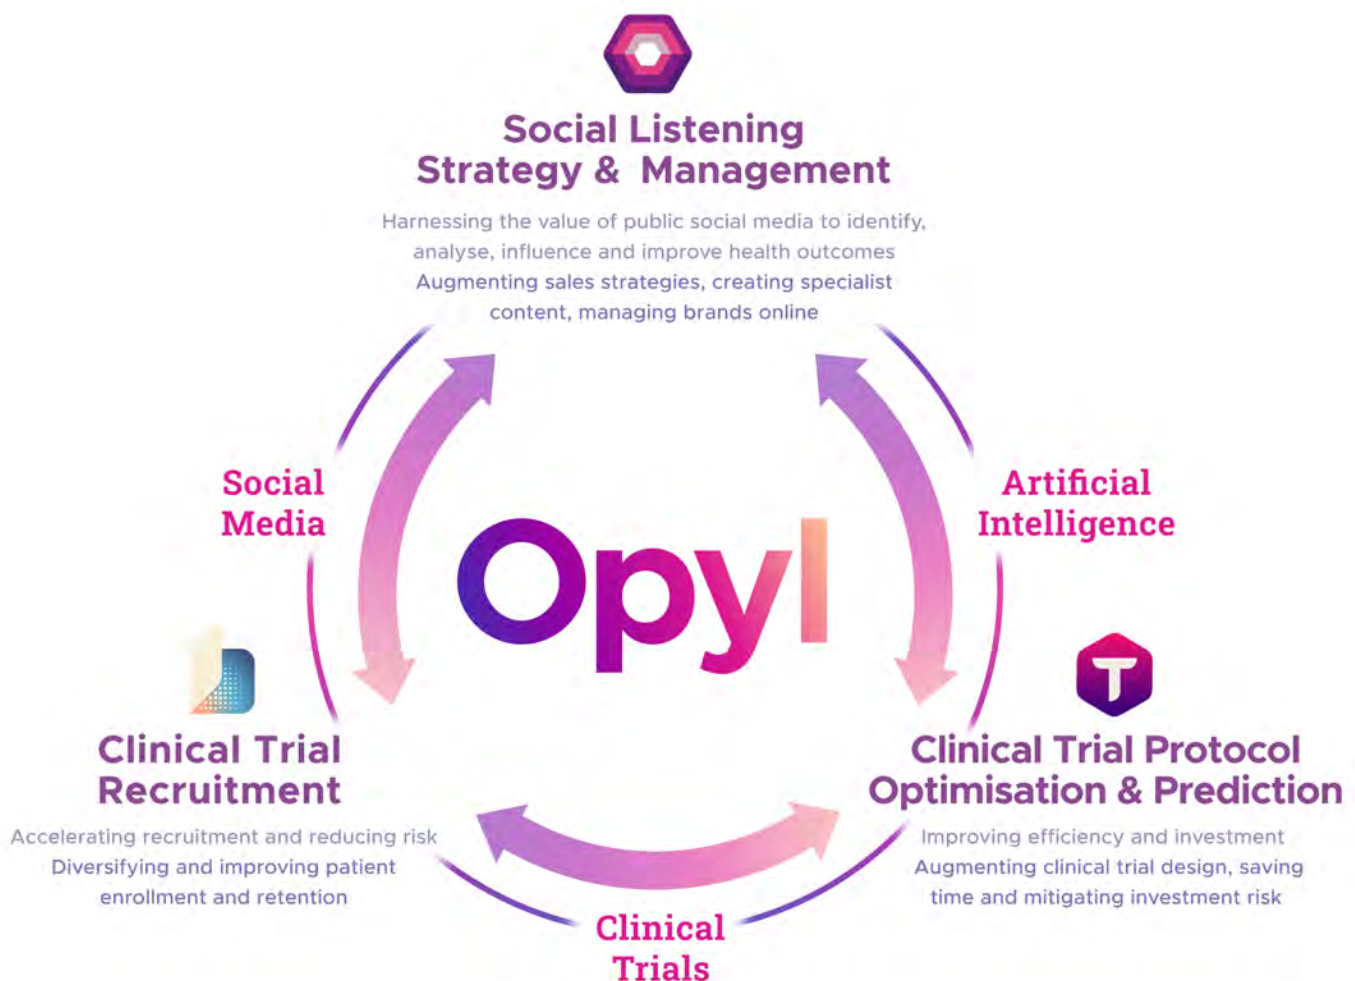 Social Listening
Strategy & Management
Harnessing the value of public social media to identify,
analyse, influence and improve health outcomes
Augmenting sales strategies, creating specialist
content, managing brands online
Social
Media
Artificial
Intelligence
Opyl
T
Clinical Trial
Recruitment
Accelerating recruitment and reducing risk
Diversifying and improving patient
enrollment and retention
Clinical Trial Protocol
Optimisation & Prediction
Improving efficiency and investment
Augmenting clinical trial design, saving
time and mitigating investment risk
Clinical
Trials